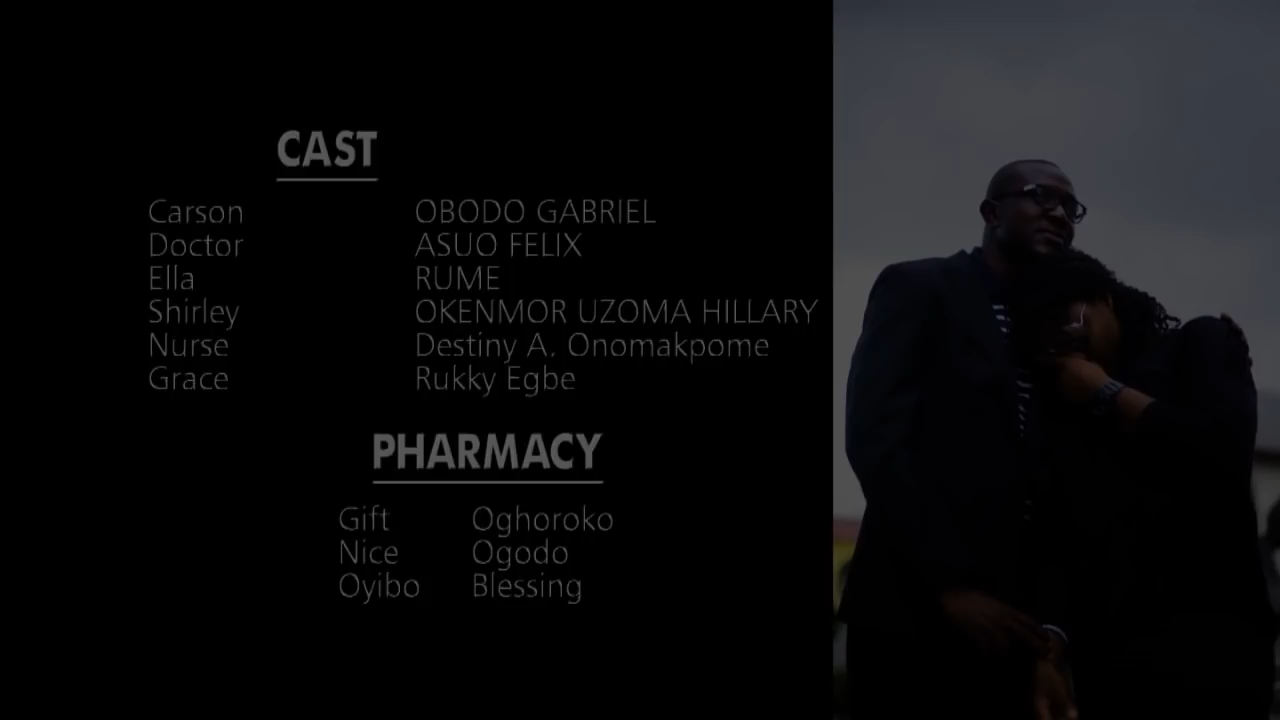 CAST
Carson OBODO GABRIEL
Doctor ASUO FELIX
Ella RUME
Shirley OKENMOR UZOMA HILLARY
Nurse Destiny A. Onomakpome
Grace Rukky Egbe
PHARMACY
Gift Oghoroko
Nice Ogodo
Oyibo Blessing